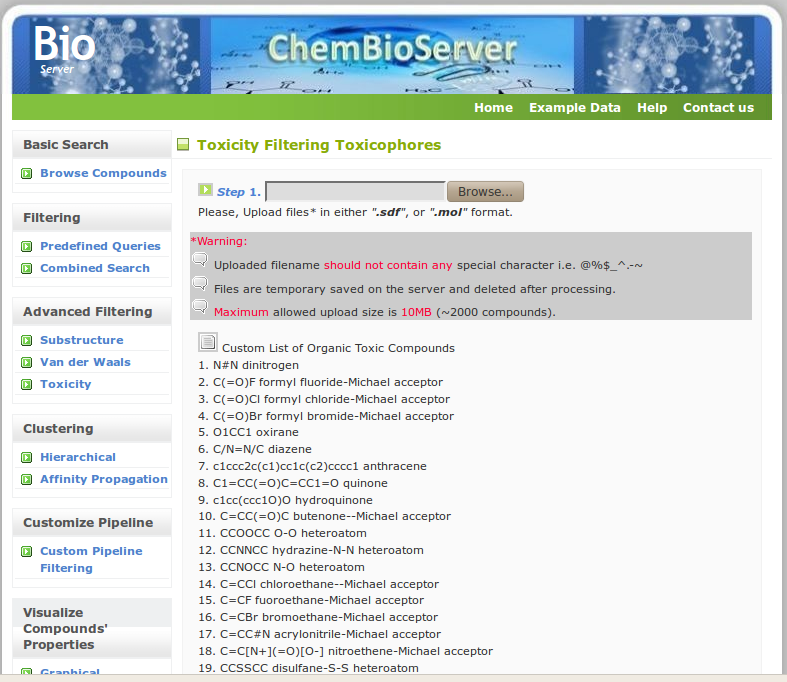 Bio
Server
ChemBioServer
Home Example Data Help Contact us
Basic Search
Browse Compounds
Filtering
Predefined Queries
Combined Search
Advanced Filtering
Substructure
Van der Waals
Toxicity
Clustering
Hierarchical
Affinity Propagation
Customize Pipeline
Custom Pipeline
Filtering
Visualize
Compounds'
Properties
Graphical
Toxicity Filtering Toxicophores
Step 1. Browse...
Please, Upload files* in either ".sdf", or ".mol" format.
*Warning:
Uploaded filename should not contain any special character i.e. @%$_^.-~
Files are temporary saved on the server and deleted after processing.
Maximum allowed upload size is 10MB (~2000 compounds).
Custom List of Organic Toxic Compounds
1. N#N dinitrogen
2. C(=O)F formyl fluoride-Michael acceptor
3. C(=O)Cl formyl chloride-Michael acceptor
4. C(=O)Br formyl bromide-Michael acceptor
5. O1CC1 oxirane
6. C/N=N/C diazene
7. c1ccc2c(c1)cc1c(c2)cccc1 anthracene
8. C1=CC(=O)C=CC1=O quinone
9. c1cc(ccc1O)O hydroquinone
10. C=CC(=O)C butenone--Michael acceptor
11. CCOOCC O-O heteroatom
12. CCNNCC hydrazine-N-N heteroatom
13. CCNOCC N-O heteroatom
14. C=CCl chloroethane--Michael acceptor
15. C=CF fuoroethane-Michael acceptor
16. C=CBr bromoethane-Michael acceptor
17. C=CC#N acrylonitrile-Michael acceptor
18. C=C[N+](=O)[O-] nitroethene-Michael acceptor
19. CCSSCC disulfane-S-S heteroatom